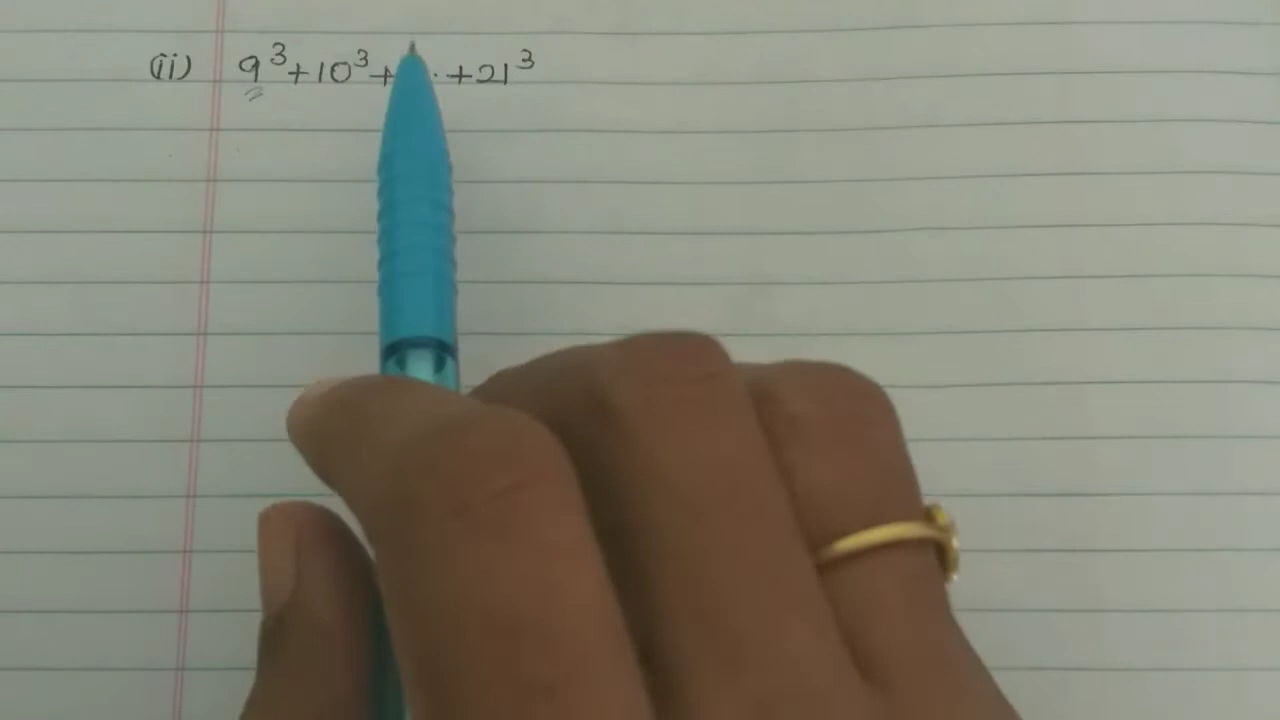 (ii) 9³+10³+ · +21³